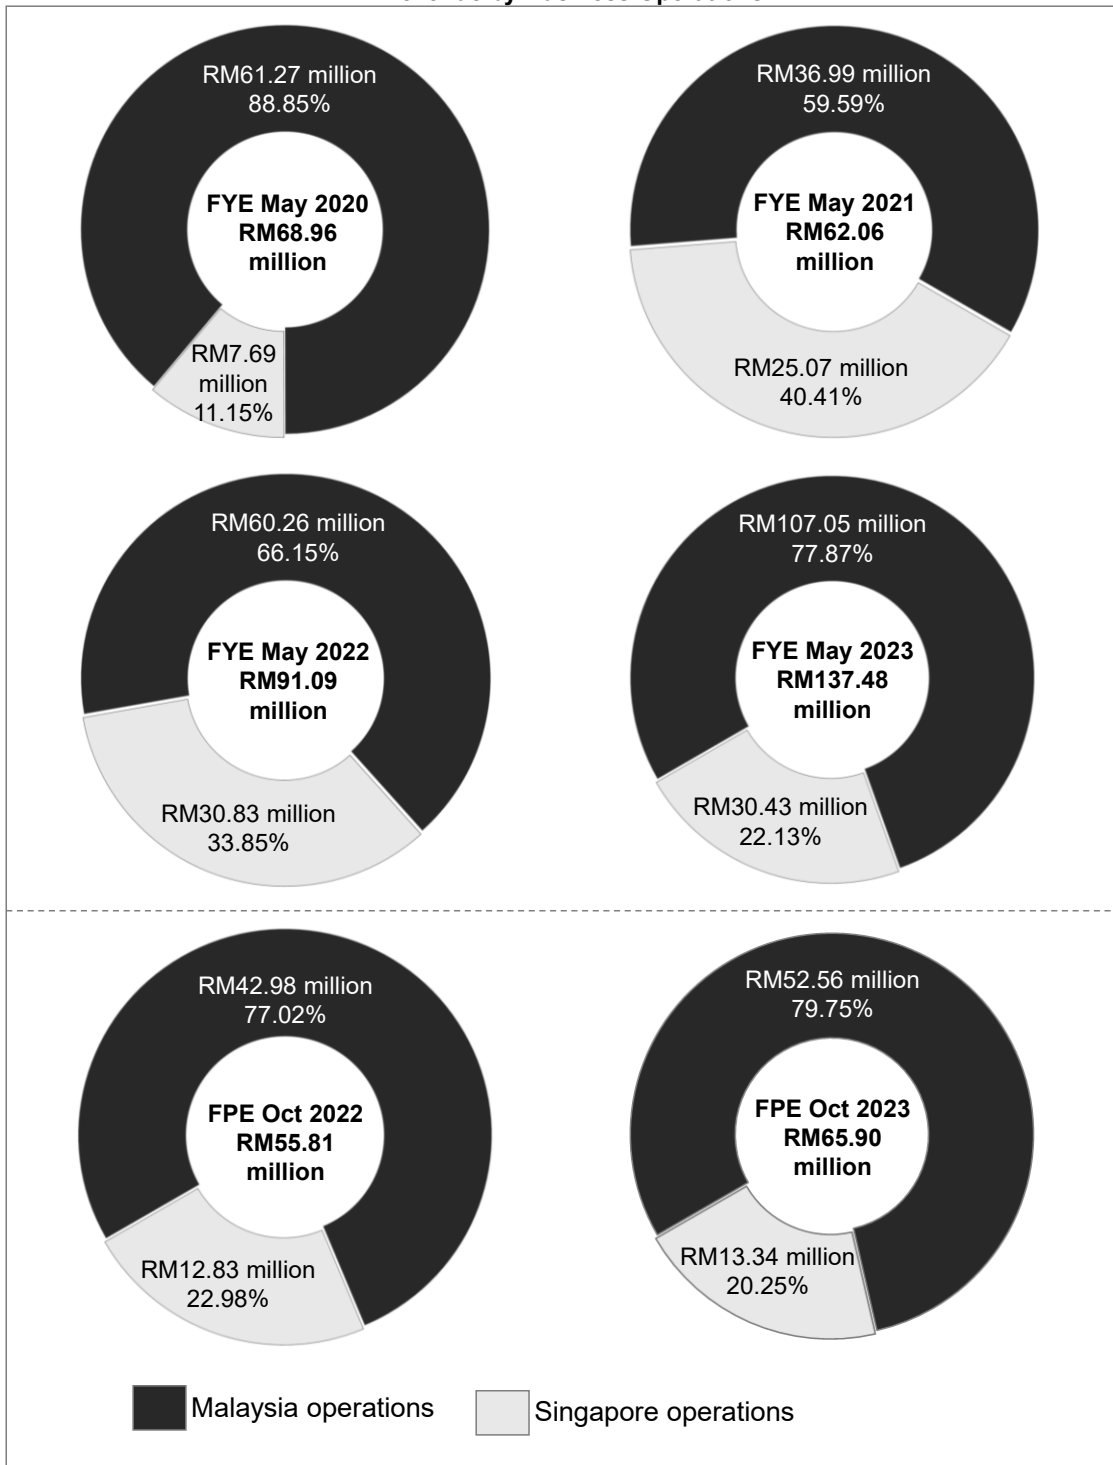 RM61.27 million
88.85%
FYE May 2020
RM68.96
million
RM7.69
million
11.15%
RM36.99 million
59.59%
FYE May 2021
RM62.06
million
RM25.07 million
40.41%
RM60.26 million
66.15%
FYE May 2022
RM91.09
million
RM30.83 million
33.85%
RM107.05 million
77.87%
FYE May 2023
RM137.48
million
RM30.43 million
22.13%
RM42.98 million
77.02%
FPE Oct 2022
RM55.81
million
RM12.83 million
22.98%
RM52.56 million
79.75%
FPE Oct 2023
RM65.90
million
RM13.34 million
20.25%
Malaysia operations
Singapore operations